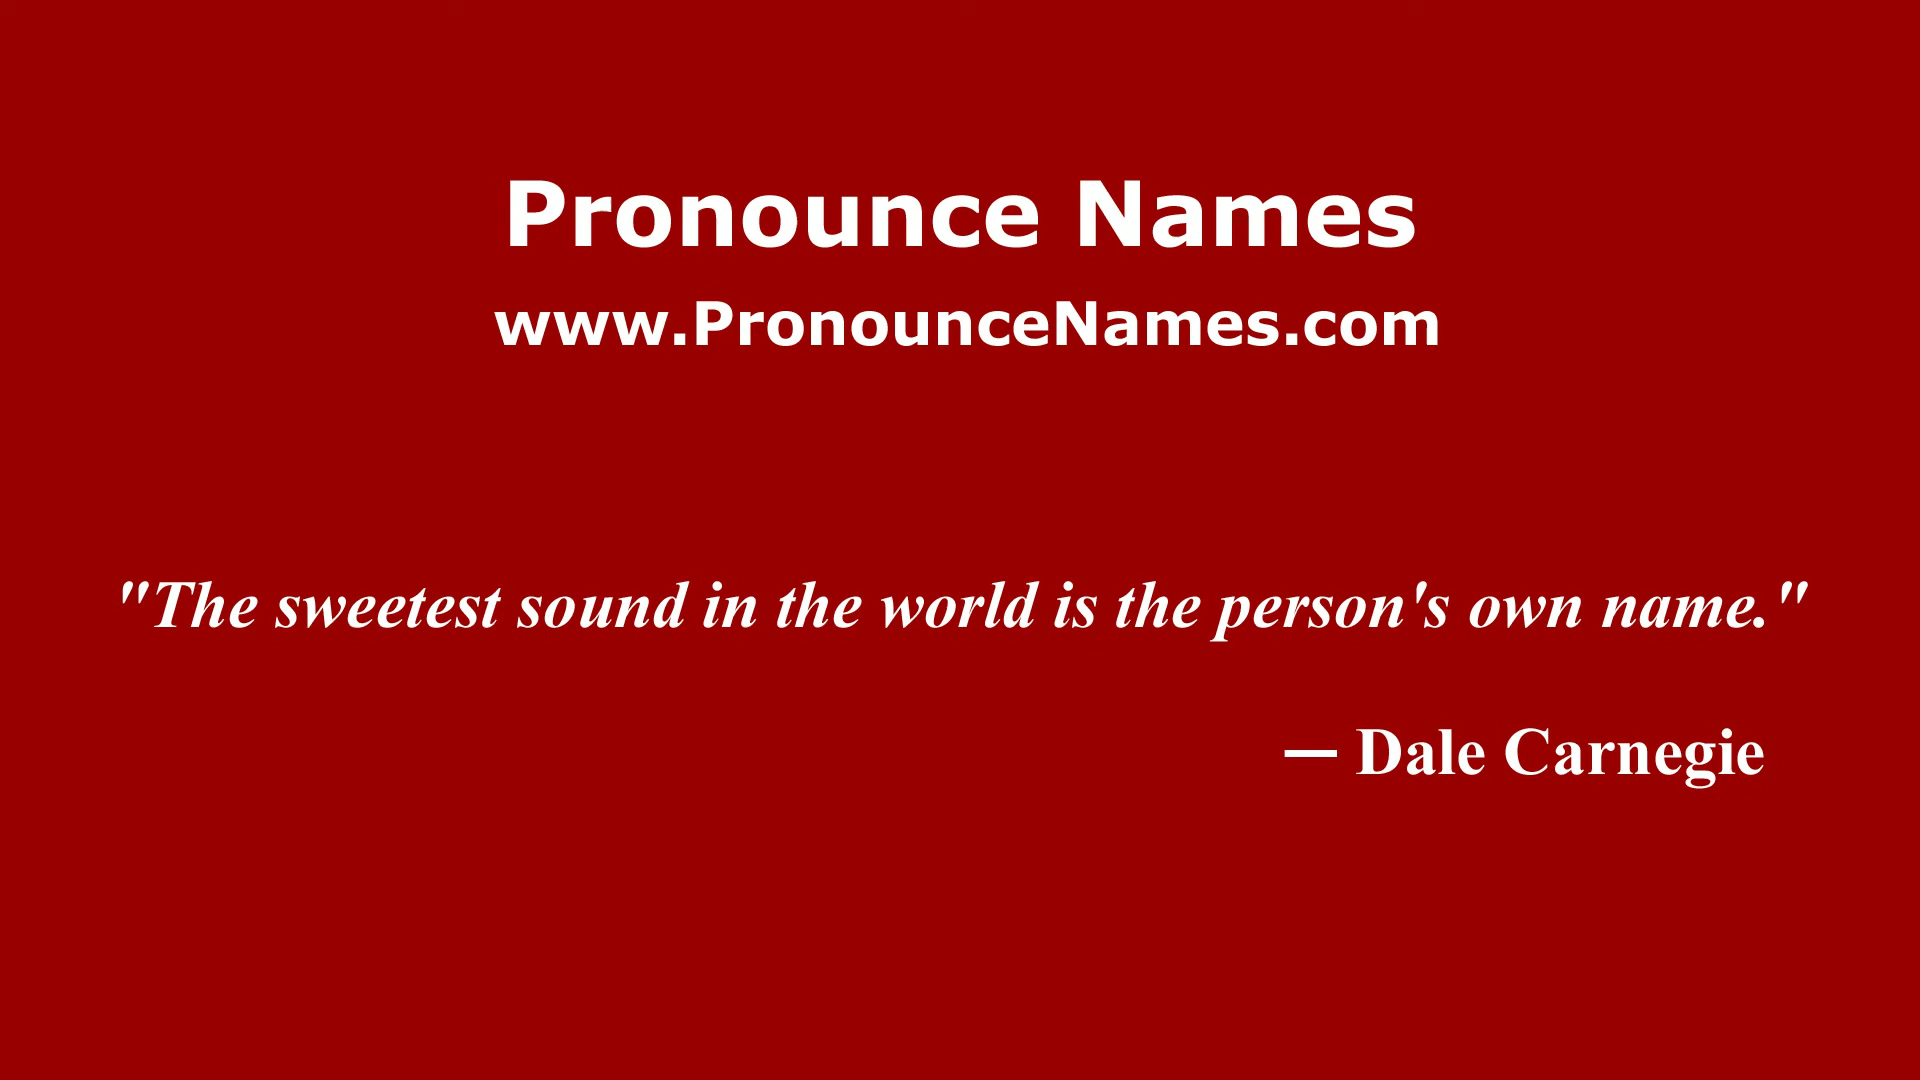 Pronounce Names
www.PronounceNames.com
"The sweetest sound in the world is the person's own name."
— Dale Carnegie